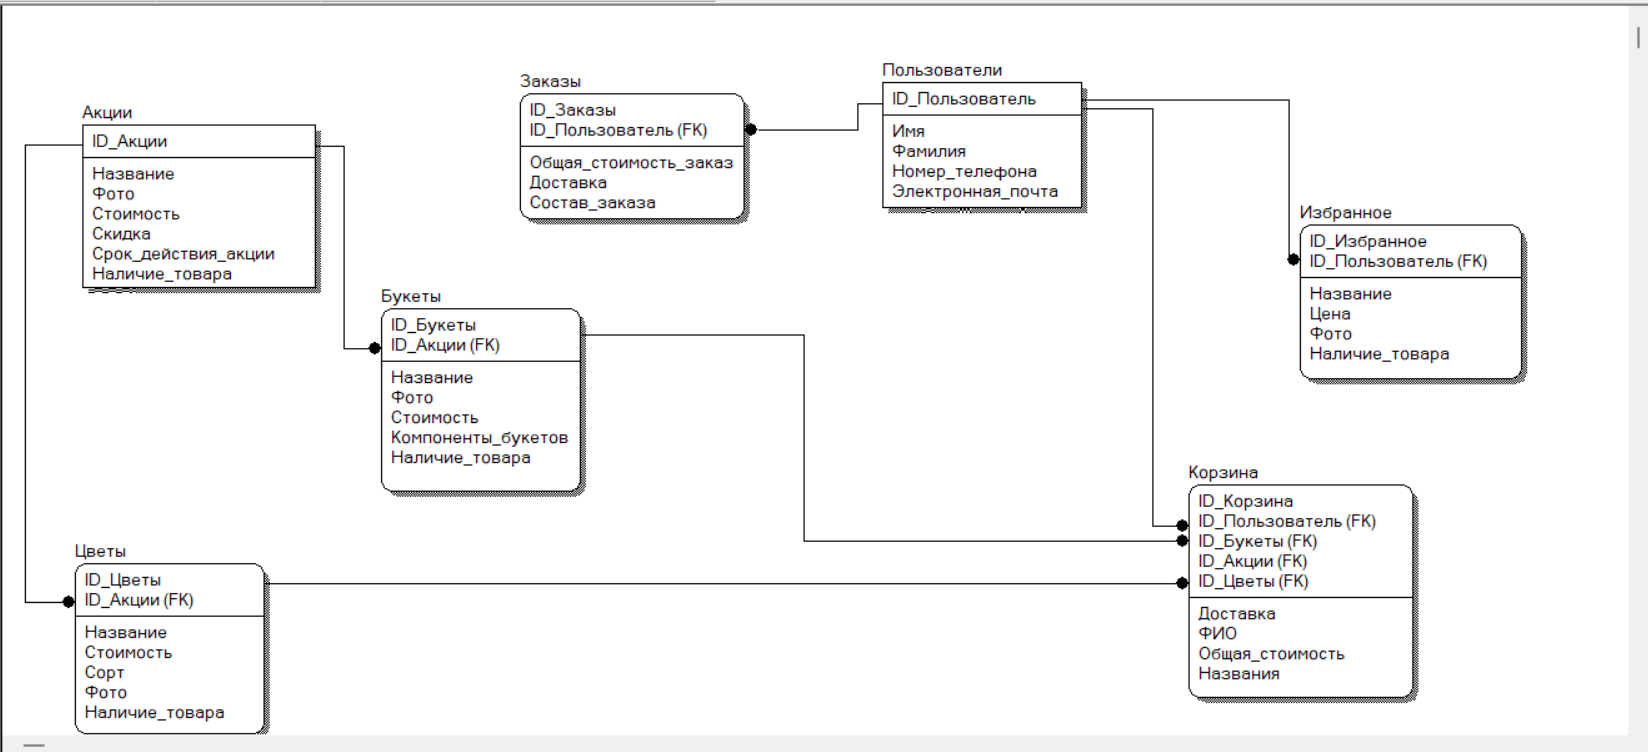 Заказы
ID_Заказы
ID_Пользователь (FK)
Общая_стоимость_заказ
Доставка
Состав_заказа
Пользователи
ID_Пользователь
Имя
Фамилия
Номер_телефона
Электронная_почта
Акции
ID_Акции
Название
Фото
Стоимость
Скидка
Срок_действия_акции
Наличие_товара
Избранное
ID_Избранное
ID_Пользователь (FK)
Название
Цена
Фото
Наличие_товара
Букеты
ID_Букеты
ID_Акции (FK)
Название
Фото
Стоимость
Компоненты_букетов
Наличие_товара
Корзина
ID_Корзина
ID_Пользователь (FK)
ID_Букеты (FK)
ID_Акции (FK)
ID_Цветы (FK)
Доставка
ФИО
Общая_стоимость
Названия
Цветы
ID_Цветы
ID_Акции (FK)
Название
Стоимость
Сорт
Фото
Наличие_товара